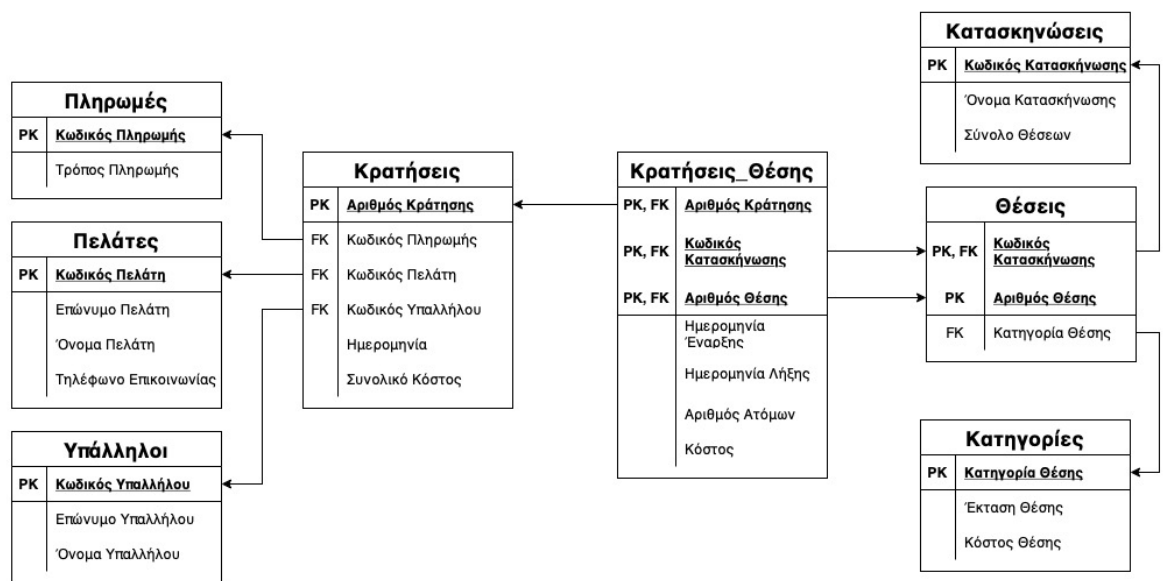 Πληρωμές
PK Κωδικός Πληρωμής
Τρόπος Πληρωμής
Πελάτες
PK Κωδικός Πελάτη
Επώνυμο Πελάτη
Όνομα Πελάτη
Τηλέφωνο Επικοινωνίας
Υπάλληλοι
PK Κωδικός Υπαλλήλου
Επώνυμο Υπαλλήλου
Όνομα Υπαλλήλου
Κρατήσεις
PK Αριθμός Κράτησης
FK Κωδικός Πληρωμής
FK Κωδικός Πελάτη
FK Κωδικός Υπαλλήλου
Ημερομηνία
Συνολικό Κόστος
Κρατήσεις_Θέσης
PK, FK Αριθμός Κράτησης
PK, FK Κωδικός
Κατασκήνωσης
PK, FK Αριθμός Θέσης
Ημερομηνία
Έναρξης
Ημερομηνία Λήξης
Αριθμός Ατόμων
Κόστος
Κατασκηνώσεις
PK Κωδικός Κατασκήνωσης
Όνομα Κατασκήνωσης
Σύνολο Θέσεων
Θέσεις
PK, FK Κωδικός
Κατασκήνωσης
PK Αριθμός Θέσης
FK Κατηγορία Θέσης
Κατηγορίες
PK Κατηγορία Θέσης
Έκταση Θέσης
Κόστος Θέσης